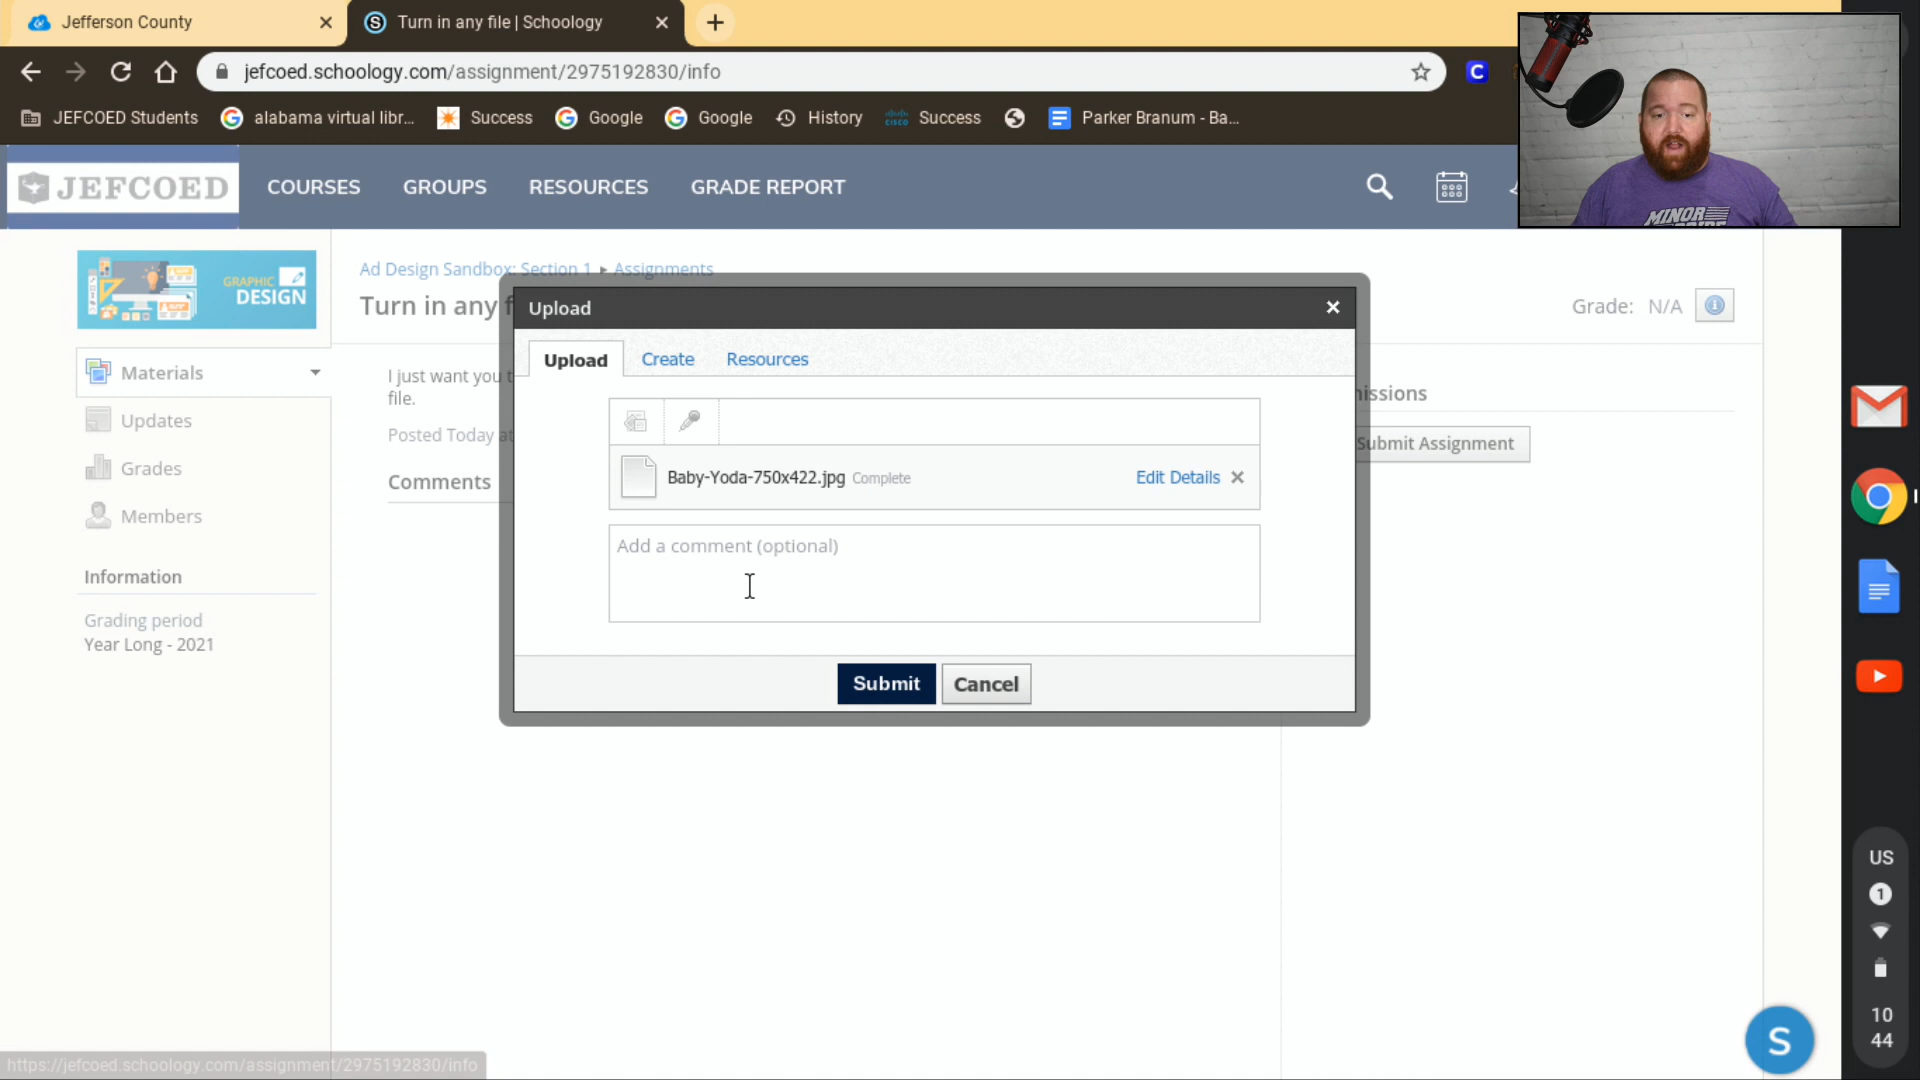 Jefferson County
Turn in any file | Schoology
jefcoed.schoology.com/assignment/2975192830/info
C
JEFCOED Students
alabama virtual libr...
Success
Google
Google
History
CISCO
Success
Parker Branum - Ba...
JEFCOED
COURSES
GROUPS
RESOURCES
GRADE REPORT
MINOR
GRAPHIC
DESIGN
Ad Design Sandbox: Section 1 ▸ Assignments
Turn in any f
Grade: N/A
Materials
Updates
Grades
Members
Information
Grading period
Year Long - 2021
I just want you t
file.
Posted Today at
Comments
Upload
Upload
Create
Resources
Baby-Yoda-750x422.jpg Complete
Edit Details
Add a comment (optional)
Submit
Cancel
issions
Submit Assignment
US
1
10
44
S
https://jefcoed.schoology.com/assignment/2975192830/info